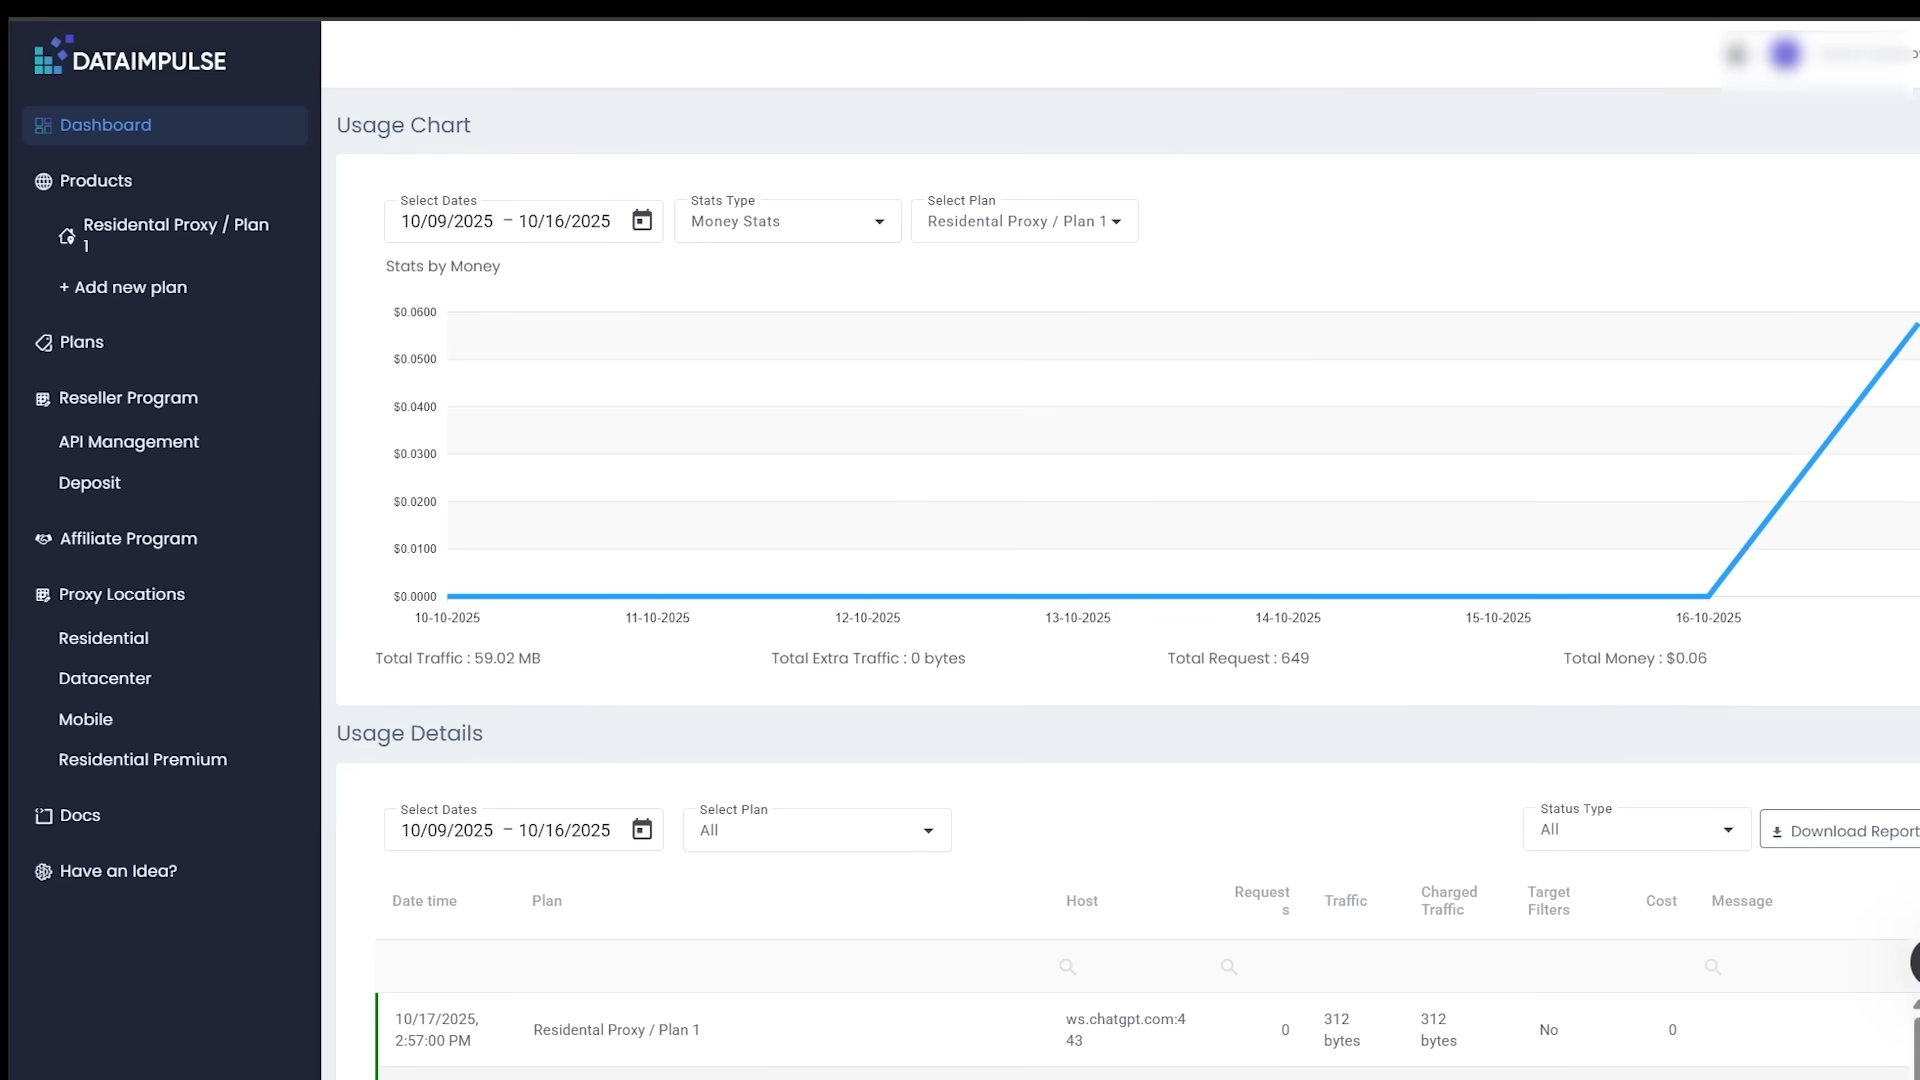 DATAIMPULSE
Dashboard
Products
Residental Proxy / Plan
1
+ Add new plan
Plans
Reseller Program
API Management
Deposit
Affiliate Program
Proxy Locations
Residential
Datacenter
Mobile
Residential Premium
Docs
Have an Idea?
Usage Chart
Select Dates
10/09/2025 – 10/16/2025
Stats Type
Money Stats
Select Plan
Residental Proxy / Plan 1
Stats by Money
$0.0600
$0.0500
$0.0400
$0.0300
$0.0200
$0.0100
$0.0000
10-10-2025 11-10-2025 12-10-2025 13-10-2025 14-10-2025 15-10-2025 16-10-2025
Total Traffic : 59.02 MB Total Extra Traffic : 0 bytes Total Request : 649 Total Money : $0.06
Usage Details
Select Dates
10/09/2025 – 10/16/2025
Select Plan
All
Status Type
All
Download Report
Date time
Plan
Host
Request
s
Traffic
Charged
Traffic
Target
Filters
Cost
Message
10/17/2025,
2:57:00 PM
Residental Proxy / Plan 1
ws.chatgpt.com:4
43
0
312
bytes
312
bytes
No
0